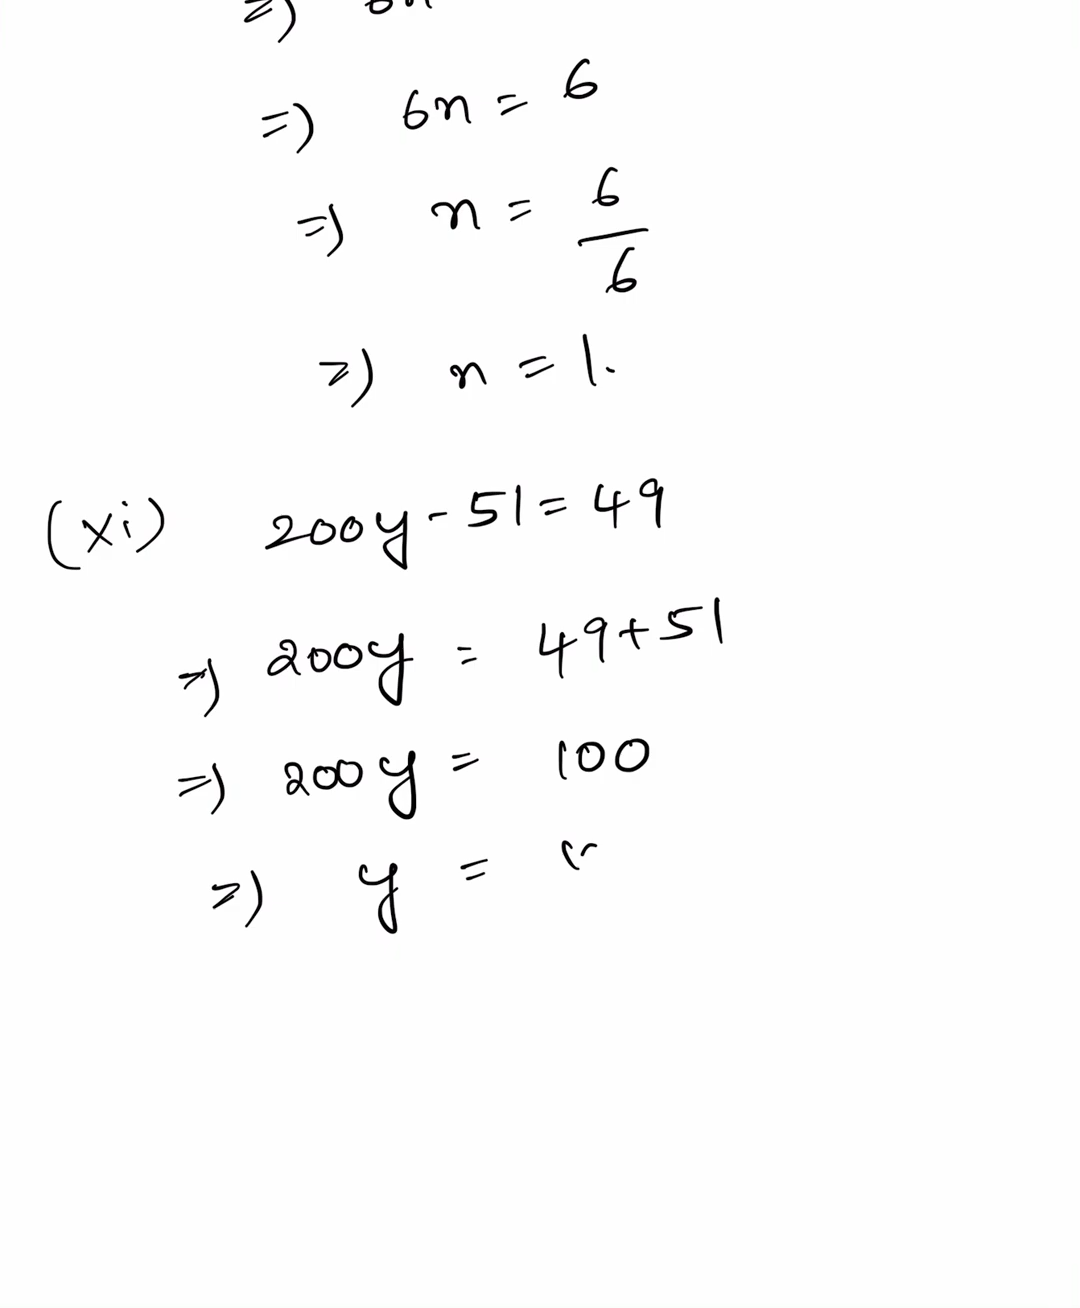 =)
=) 6n = 6
=) n = 6/6
=) n = 1.
(xi) 200y - 51 = 49
=) 200y = 49+51
=) 200y = 100
=) y =